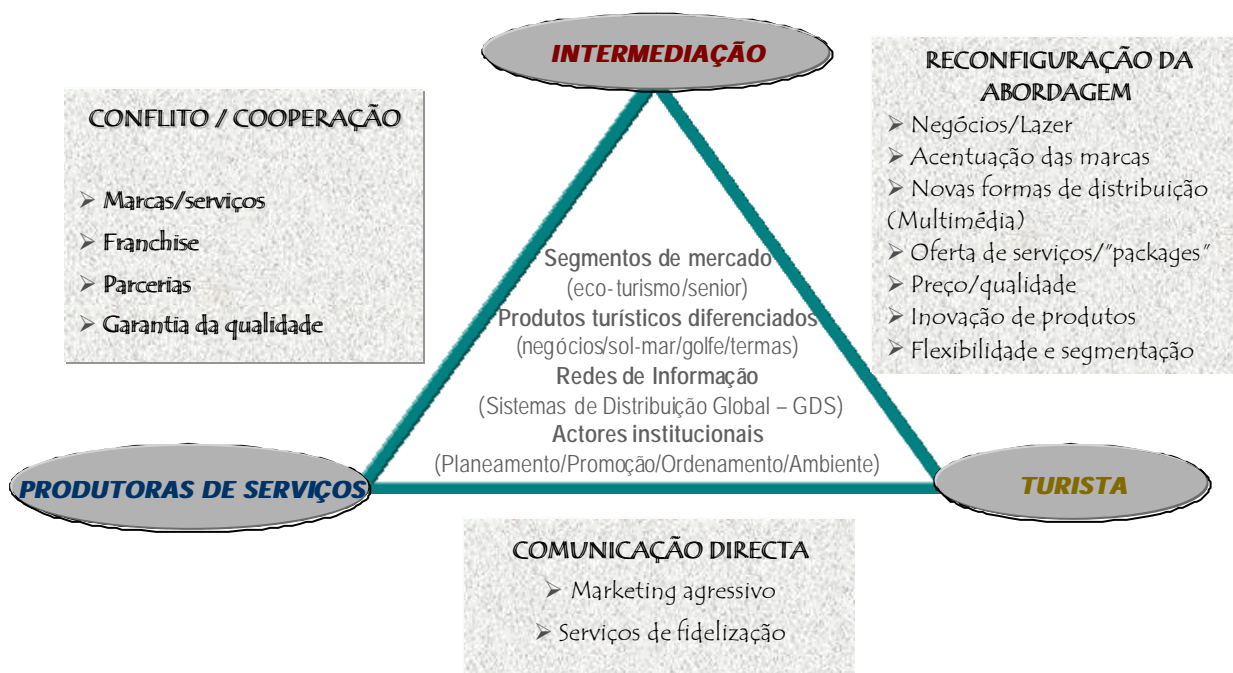 INTERMEDIAÇÃO
CONFLITO / COOPERAÇÃO
➢ Marcas/serviços
➢ Franchise
➢ Parcerias
➢ Garantia da qualidade
RECONFIGURAÇÃO DA
ABORDAGEM
➢ Negócios/Lazer
➢ Acentuação das marcas
➢ Novas formas de distribuição
(Multimédia)
➢ Oferta de serviços/”packages”
➢ Preço/qualidade
➢ Inovação de produtos
➢ Flexibilidade e segmentação
Segmentos de mercado
(eco-turismo/senior)
Produtos turísticos diferenciados
(negócios/sol-mar/golfe/termas)
Redes de Informação
(Sistemas de Distribuição Global – GDS)
Actores institucionais
(Planeamento/Promoção/Ordenamento/Ambiente)
PRODUTORAS DE SERVIÇOS
TURISTA
COMUNICAÇÃO DIRECTA
➢ Marketing agressivo
➢ Serviços de fidelização